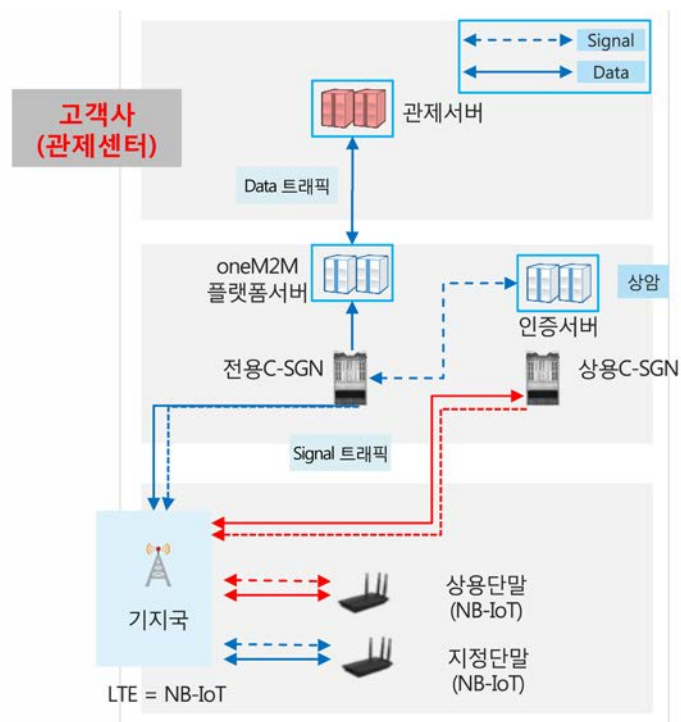 Signal
Data
고객사
(관제센터)
관제서버
Data 트래픽
oneM2M
플랫폼서버
상암
인증서버
전용C-SGN
상용C-SGN
Signal 트래픽
기지국
상용단말
(NB-IoT)
지정단말
(NB-IoT)
LTE = NB-IoT